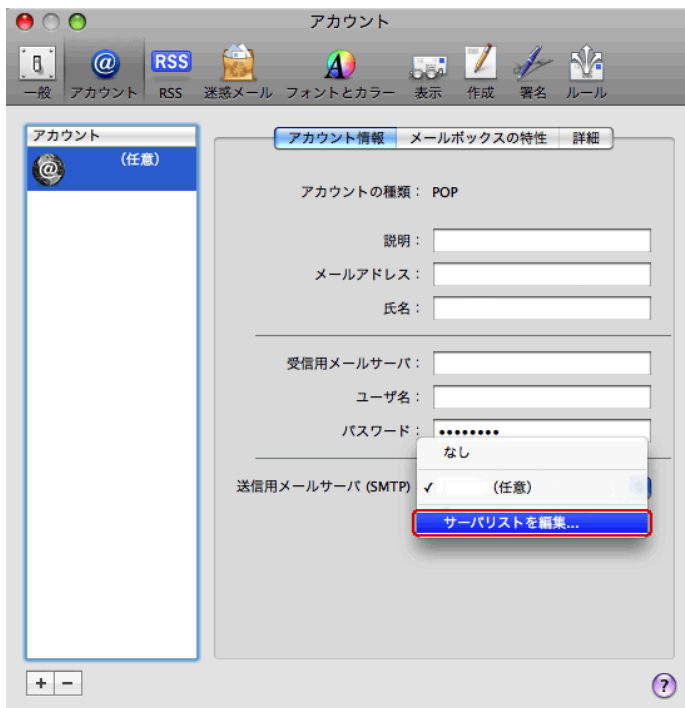 アカウント
RSS
一般 アカウント RSS 迷惑メール フォントとカラー 表示 作成 署名 ルール
アカウント
(任意)
アカウント情報 メールボックスの特性 詳細
アカウントの種類: POP
説明:
メールアドレス:
氏名:
受信用メールサーバ:
ユーザ名:
パスワード: ••••••••
なし
送信用メールサーバ (SMTP) ✓ (任意)
サーバリストを編集...
+ −
?